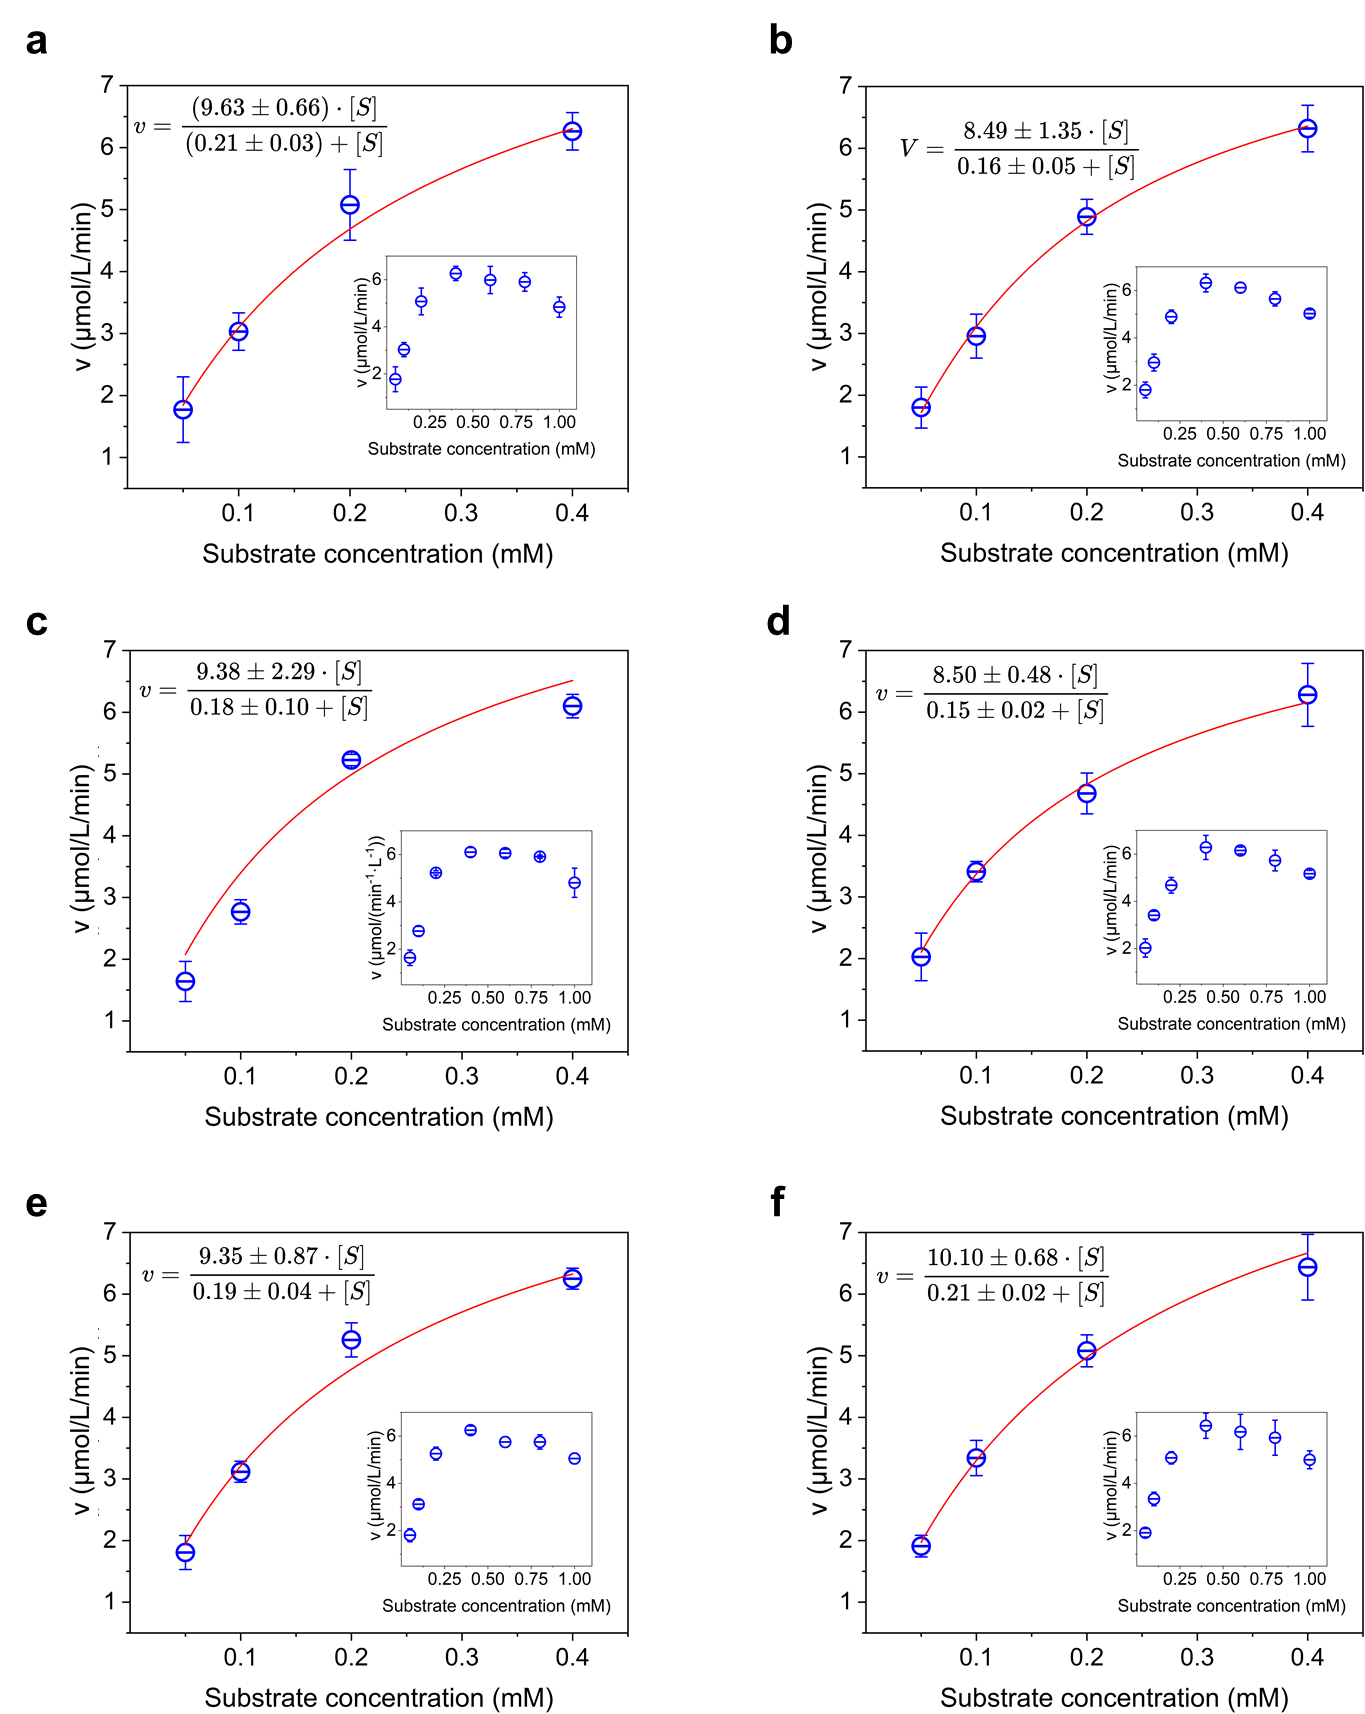 a
v = (9.63 ± 0.66) · [S]
(0.21 ± 0.03) + [S]
7
6
5
4
3
2
1
v (µmol/L/min)
0.1 0.2 0.3 0.4
Substrate concentration (mM)
6
4
2
v (µmol/L/min)
0.25 0.50 0.75 1.00
Substrate concentration (mM)
b
V = 8.49 ± 1.35 · [S]
0.16 ± 0.05 + [S]
7
6
5
4
3
2
1
v (µmol/L/min)
0.1 0.2 0.3 0.4
Substrate concentration (mM)
6
4
2
v (µmol/L/min)
0.25 0.50 0.75 1.00
Substrate concentration (mM)
c
v = 9.38 ± 2.29 · [S]
0.18 ± 0.10 + [S]
7
6
5
4
3
2
1
v (µmol/L/min)
0.1 0.2 0.3 0.4
Substrate concentration (mM)
6
4
2
v (µmol/(min⁻¹·L⁻¹))
0.25 0.50 0.75 1.00
Substrate concentration (mM)
d
v = 8.50 ± 0.48 · [S]
0.15 ± 0.02 + [S]
7
6
5
4
3
2
1
v (µmol/L/min)
0.1 0.2 0.3 0.4
Substrate concentration (mM)
6
4
2
v (µmol/L/min)
0.25 0.50 0.75 1.00
Substrate concentration (mM)
e
v = 9.35 ± 0.87 · [S]
0.19 ± 0.04 + [S]
7
6
5
4
3
2
1
v (µmol/L/min)
0.1 0.2 0.3 0.4
Substrate concentration (mM)
6
4
2
v (µmol/L/min)
0.25 0.50 0.75 1.00
Substrate concentration (mM)
f
v = 10.10 ± 0.68 · [S]
0.21 ± 0.02 + [S]
7
6
5
4
3
2
1
v (µmol/L/min)
0.1 0.2 0.3 0.4
Substrate concentration (mM)
6
4
2
v (µmol/L/min)
0.25 0.50 0.75 1.00
Substrate concentration (mM)